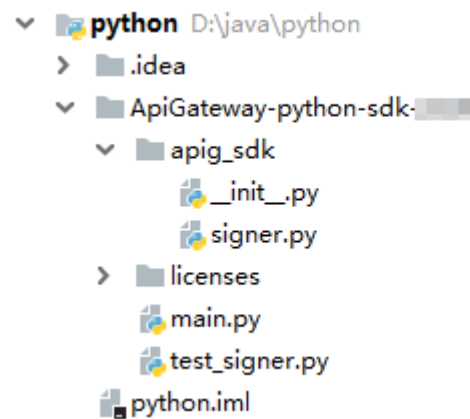 python D:\java\python
.idea
ApiGateway-python-sdk-
apig_sdk
__init__.py
signer.py
licenses
main.py
test_signer.py
python.iml